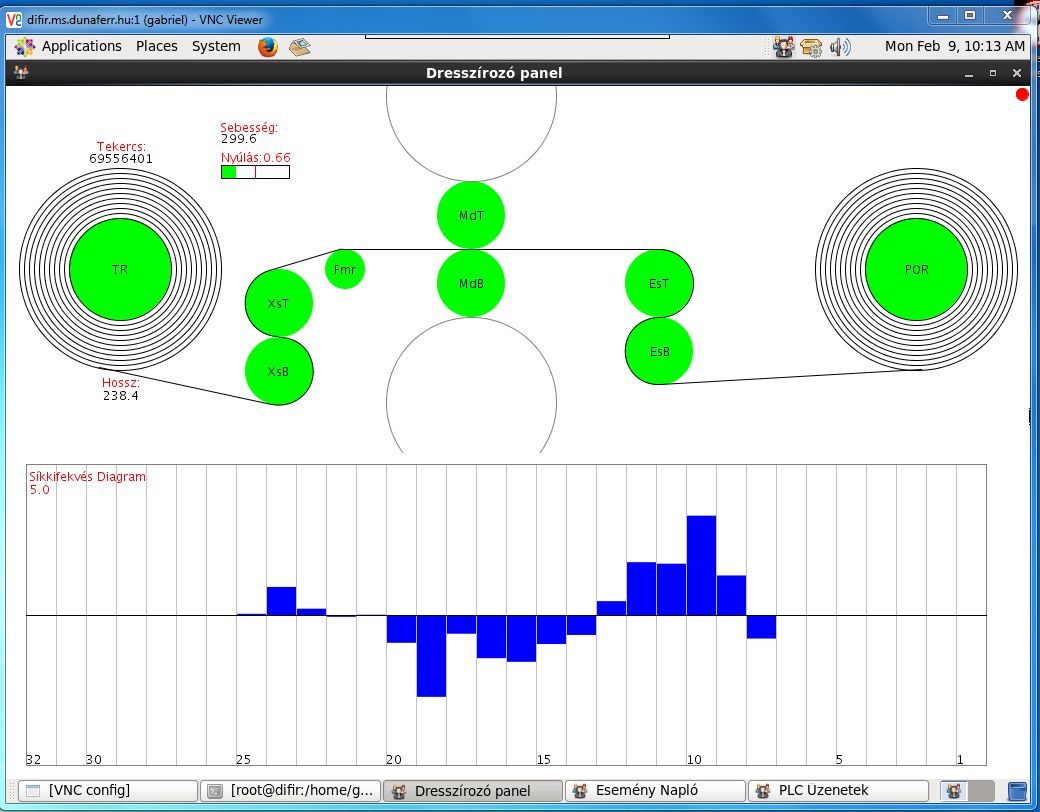 difir.ms.dunaferr.hu:1 (gabriel) - VNC Viewer
Applications Places System Mon Feb 9, 10:13 AM
Dresszírozó panel
Sebesség:
299.6
Tekercs:
69556401
Nyúlás:0.66
MdT
TR Fmr POR
MdB EsT
XsT
EsB
XsB
Hossz:
238.4
Síkkifekvés Diagram
5.0
32 30 25 20 15 10 5 1
[VNC config] [root@difir:/home/g... Dresszírozó panel Esemény Napló PLC Üzenetek